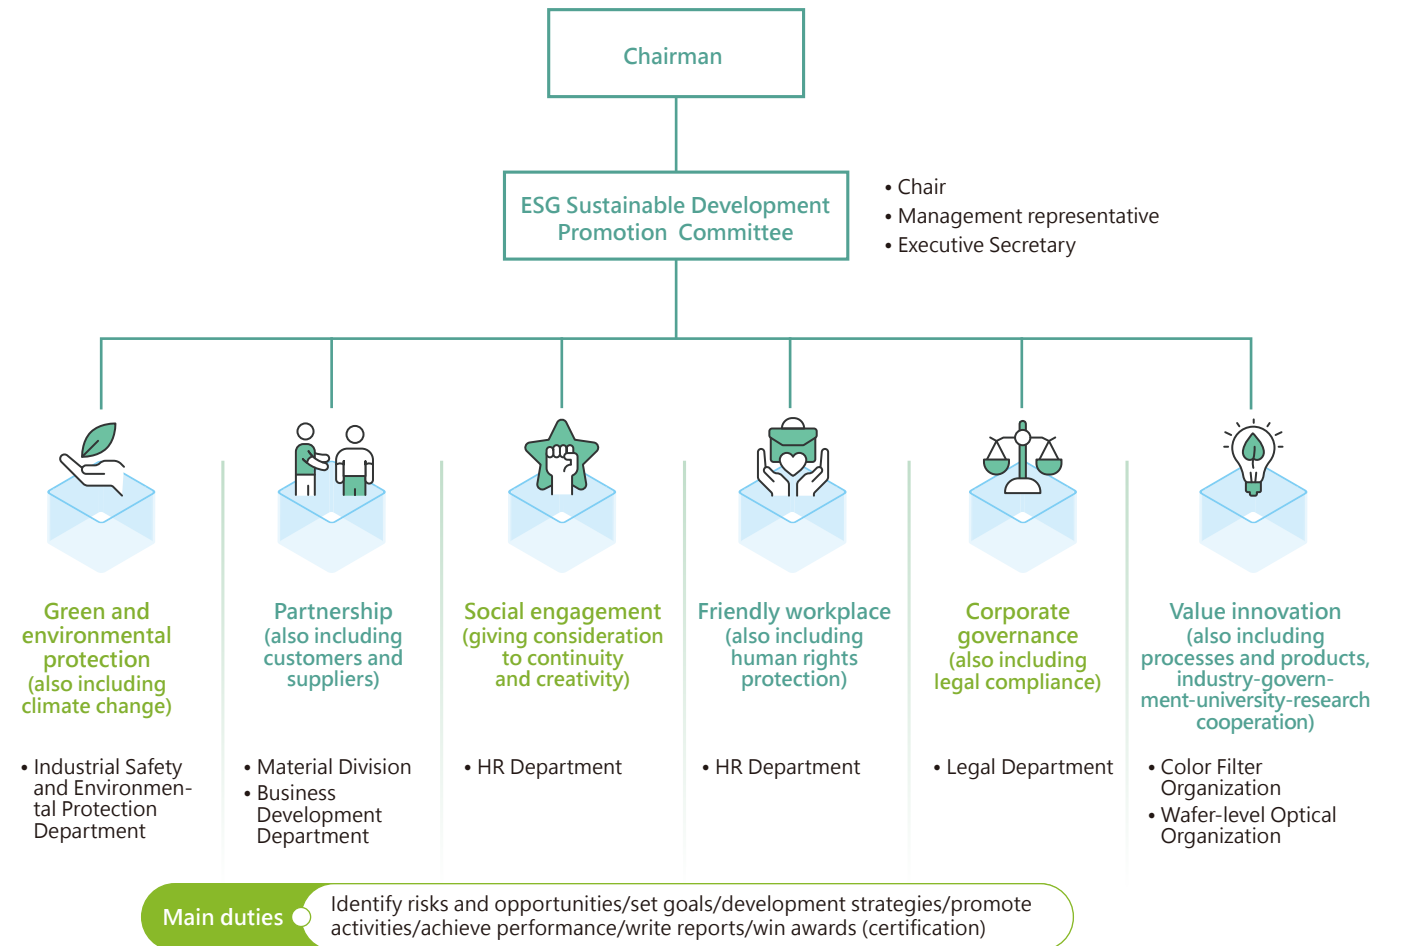 Chairman
ESG Sustainable Development
Promotion Committee
• Chair
• Management representative
• Executive Secretary
Green and
environmental
protection
(also including
climate change)
• Industrial Safety
and Environmen-
tal Protection
Department
Partnership
(also including
customers and
suppliers)
• Material Division
• Business
Development
Department
Social engagement
(giving consideration
to continuity
and creativity)
• HR Department
Friendly workplace
(also including
human rights
protection)
• HR Department
Corporate
governance
(also including
legal compliance)
• Legal Department
Value innovation
(also including
processes and products,
industry-govern-
ment-university-research
cooperation)
• Color Filter
Organization
• Wafer-level Optical
Organization
Main duties
Identify risks and opportunities/set goals/development strategies/promote
activities/achieve performance/write reports/win awards (certification)